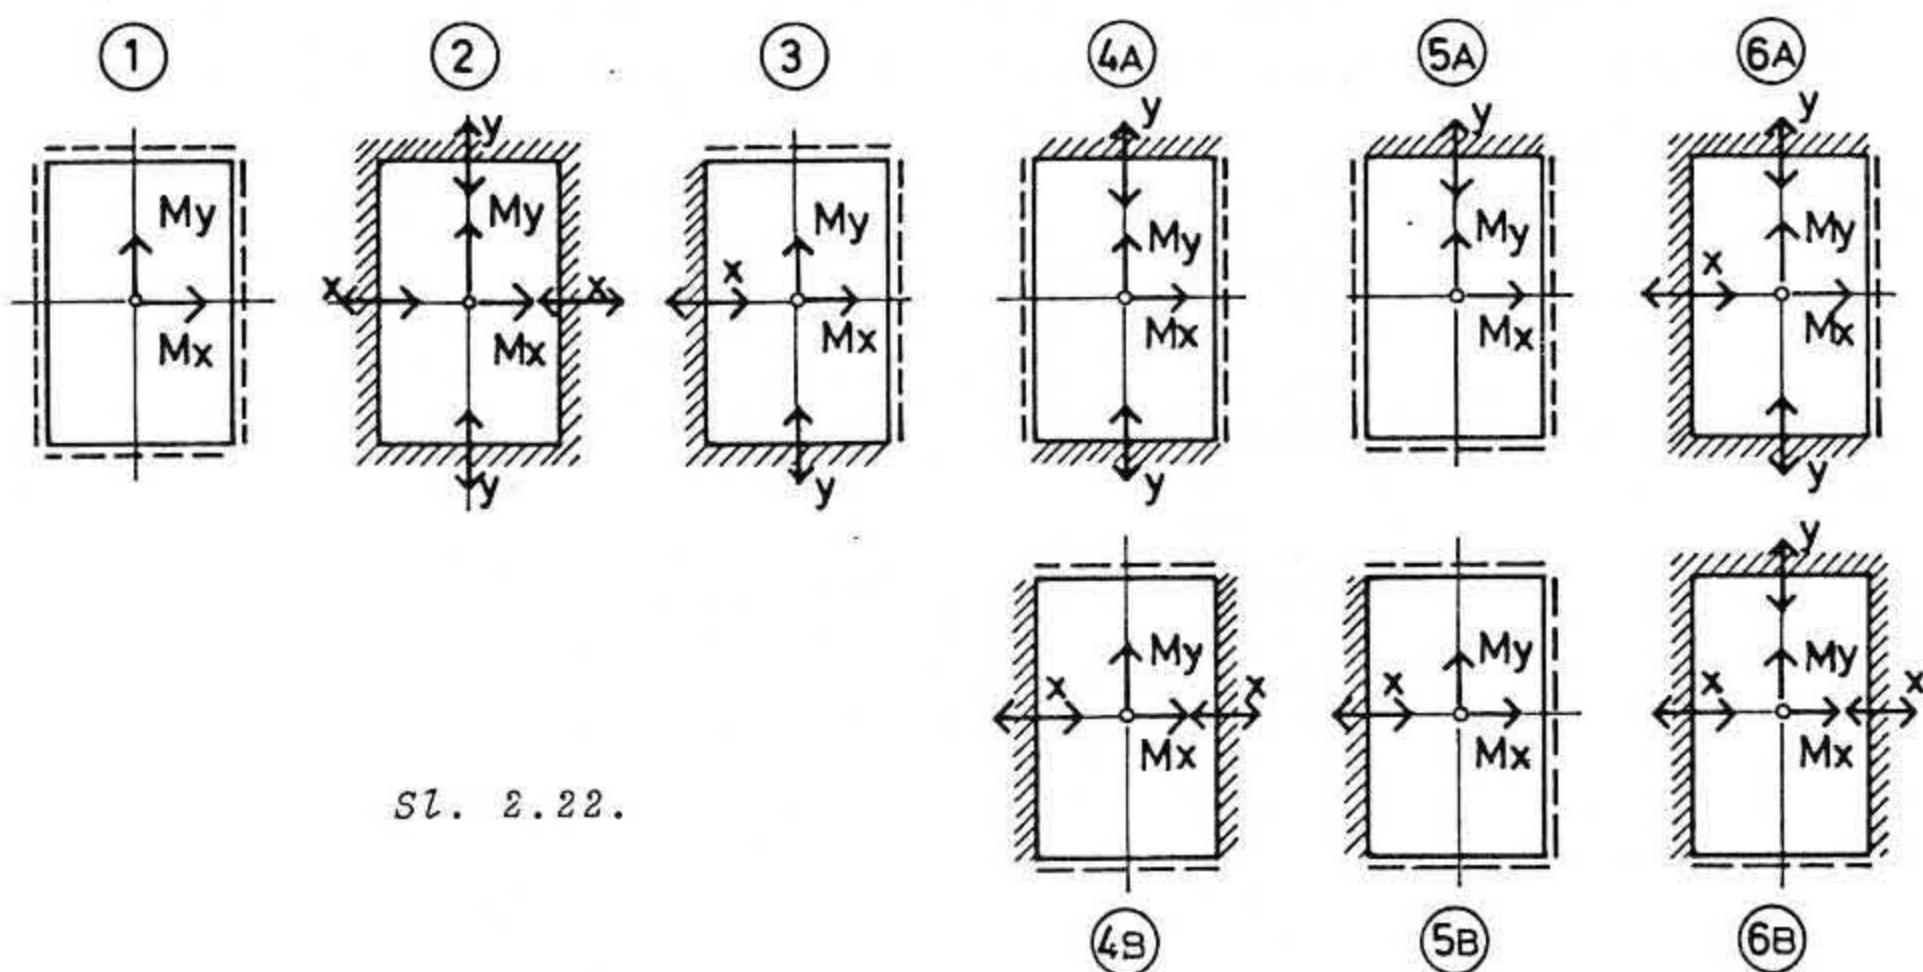 1 2 3 4A 5A 6A
y y y y
My My My My My My
x x x x
Mx Mx Mx Mx Mx Mx
y y y
y
My My My
x x x x x
Mx Mx Mx
Sl. 2.22.
4B 5B 6B